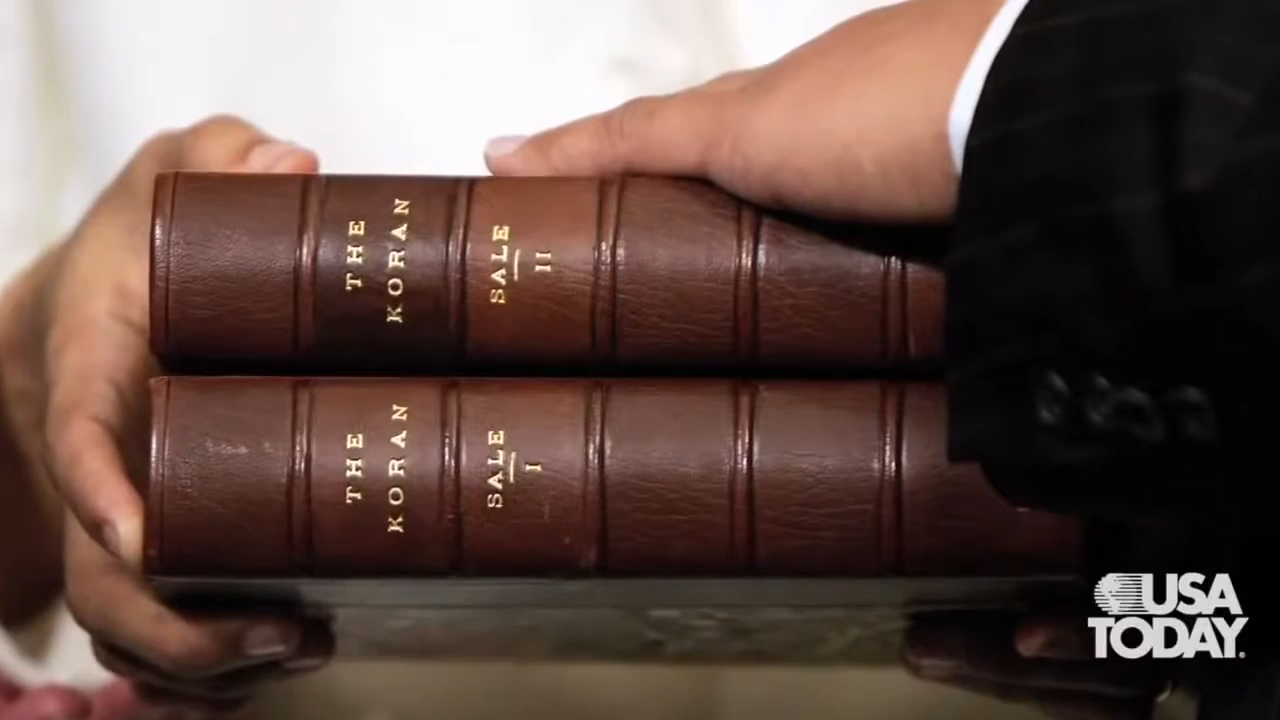 THE
KORAN
SALE
II
THE
KORAN
SALE
I
USA
TODAY